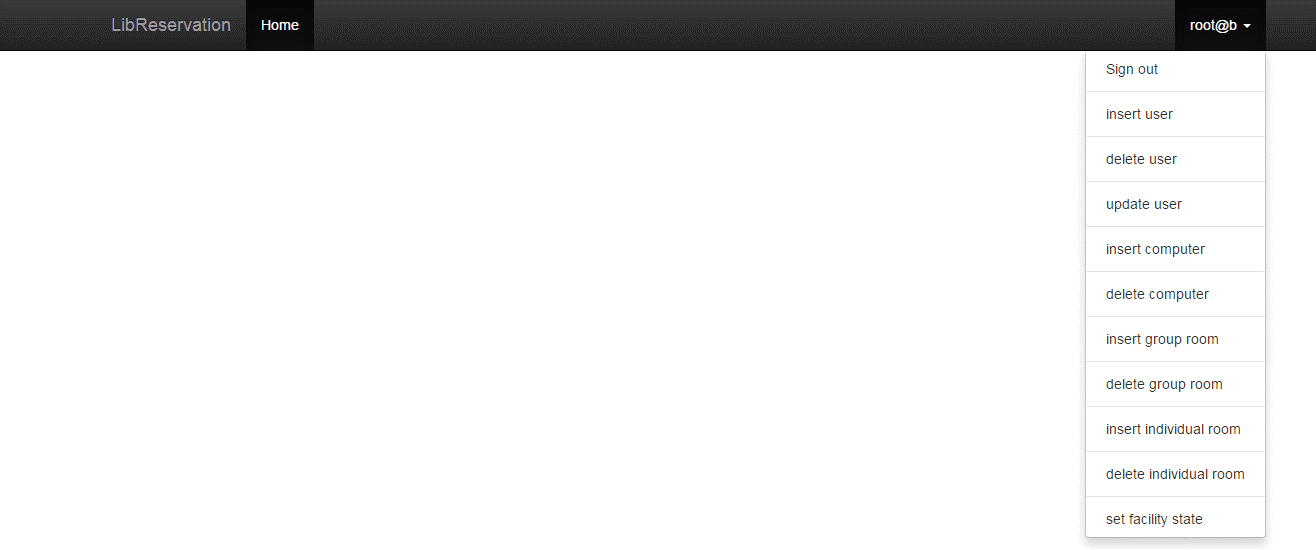 LibReservation Home root@b
Sign out
insert user
delete user
update user
insert computer
delete computer
insert group room
delete group room
insert individual room
delete individual room
set facility state